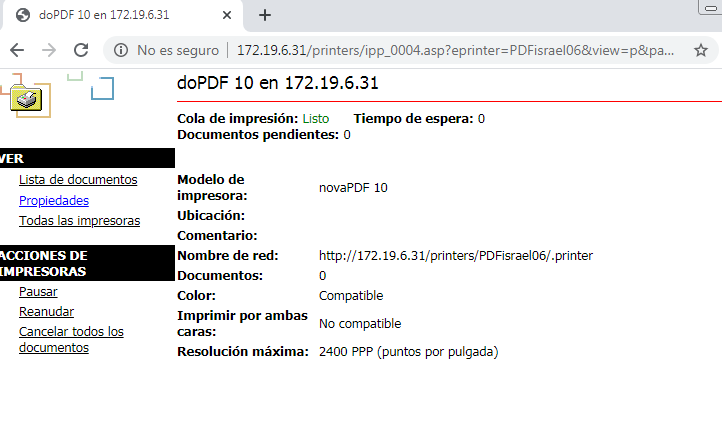 doPDF 10 en 172.19.6.31
No es seguro 172.19.6.31/printers/ipp_0004.asp?eprinter=PDFisrael06&view=p&pa...
doPDF 10 en 172.19.6.31
Cola de impresión: Listo Tiempo de espera: 0
Documentos pendientes: 0
VER
Lista de documentos
Propiedades
Todas las impresoras
ACCIONES DE
IMPRESORAS
Pausar
Reanudar
Cancelar todos los
documentos
Modelo de
impresora: novaPDF 10
Ubicación:
Comentario:
Nombre de red: http://172.19.6.31/printers/PDFisrael06/.printer
Documentos: 0
Color: Compatible
Imprimir por ambas
caras: No compatible
Resolución máxima: 2400 PPP (puntos por pulgada)